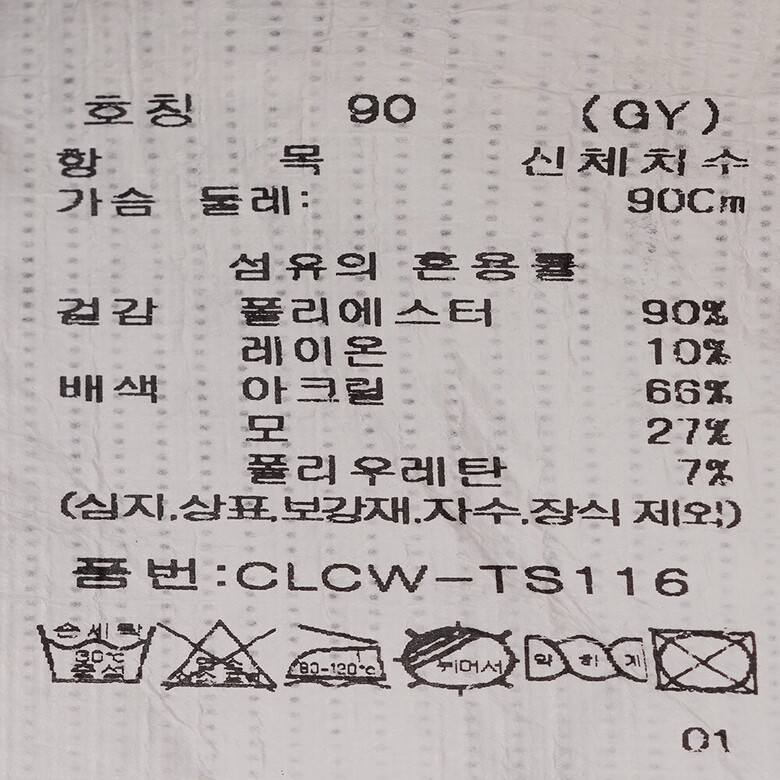 호칭 90 (GY)
항 목 신체치수
가슴 둘레: 90Cm
섬유의 혼용률
겉감 폴리에스터 90%
레이온 10%
배색 아크릴 66%
모 27%
폴리우레탄 7%
(심지.상표.보강재.자수.장식 제외)
품번:CLCW-TS116
손세탁
30℃
중성
80-120℃
뉘어서
약하게
01